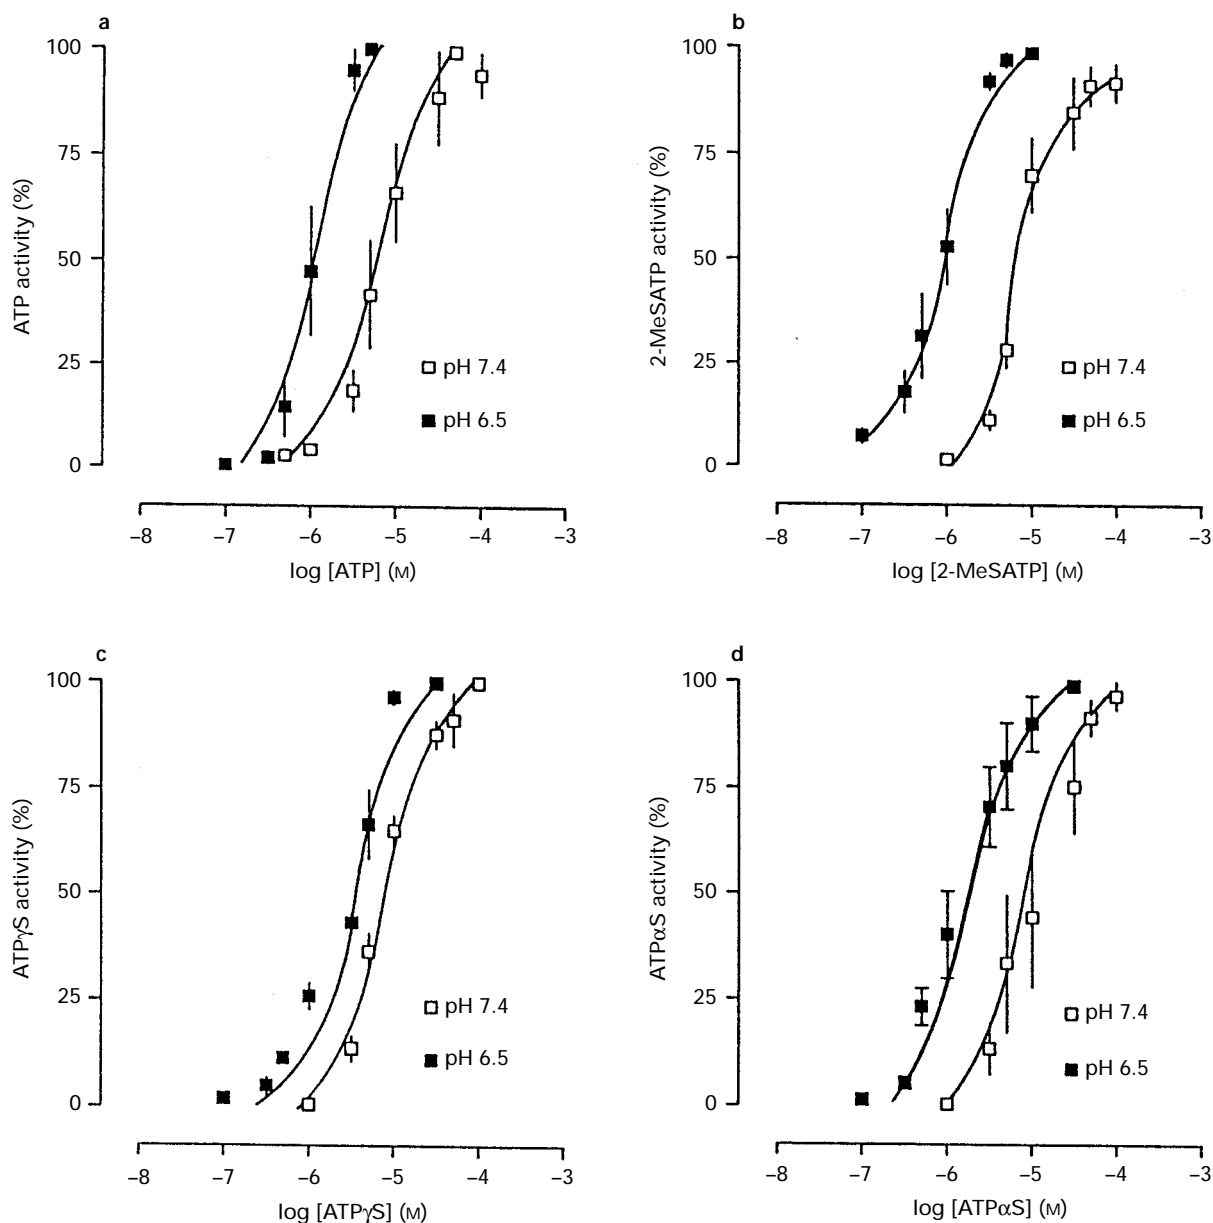 a
100
75
50
25
0
ATP activity (%)
pH 7.4
pH 6.5
−8
−7
−6
−5
−4
−3
log [ATP] (M)
b
100
75
50
25
0
2-MeSATP activity (%)
pH 7.4
pH 6.5
−8
−7
−6
−5
−4
−3
log [2-MeSATP] (M)
c
100
75
50
25
0
ATPγS activity (%)
pH 7.4
pH 6.5
−8
−7
−6
−5
−4
−3
log [ATPγS] (M)
d
100
75
50
25
0
ATPαS activity (%)
pH 7.4
pH 6.5
−8
−7
−6
−5
−4
−3
log [ATPαS] (M)